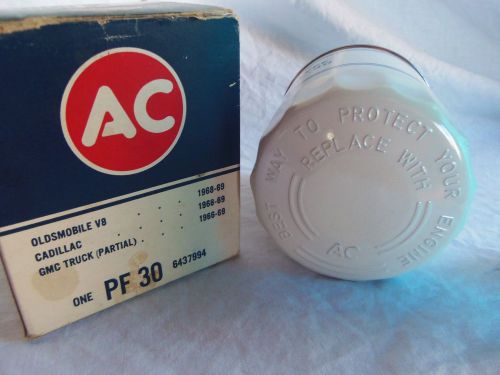 AC
OLDSMOBILE V8 . . . . 1968-69
CADILLAC . . . . 1968-69
GMC TRUCK (PARTIAL) . . . 1966-69
ONE PF 30 6437994
BEST WAY TO PROTECT YOUR ENGINE
REPLACE WITH
AC